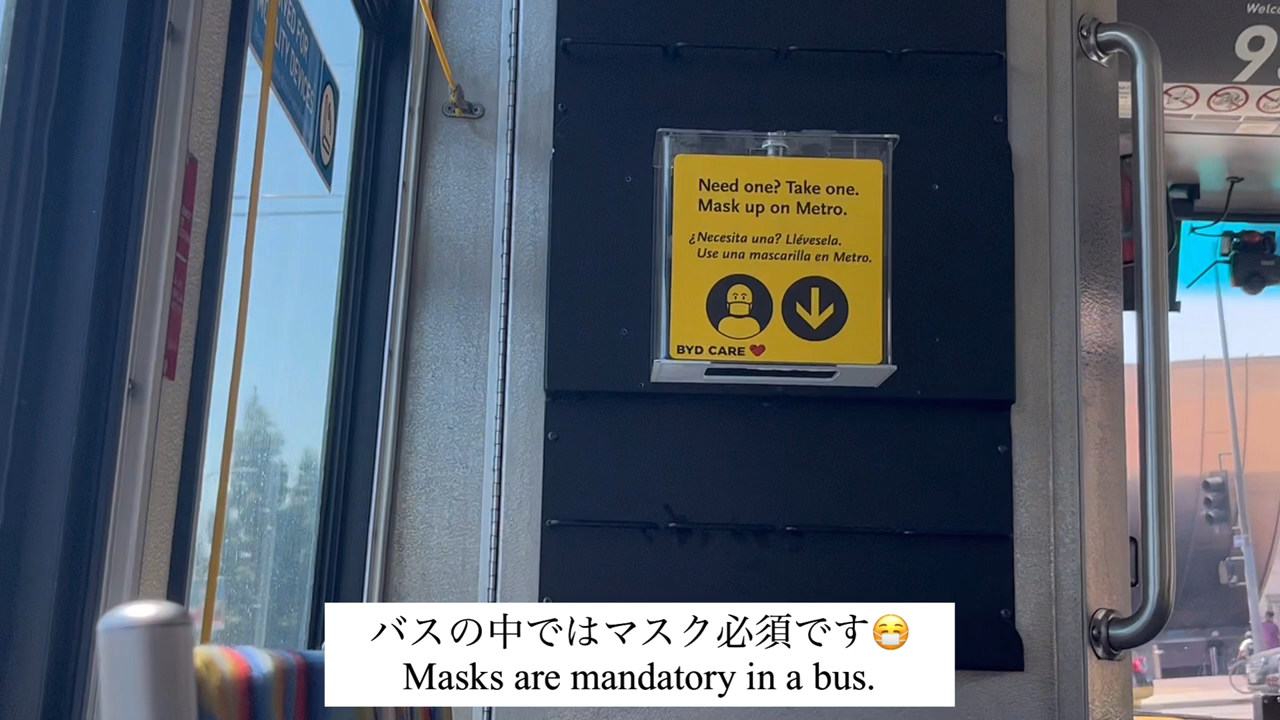 Need one? Take one.
Mask up on Metro.
¿Necesita una? Llévesela.
Use una mascarilla en Metro.
BYD CARE ❤
バスの中ではマスク必須です😷
Masks are mandatory in a bus.